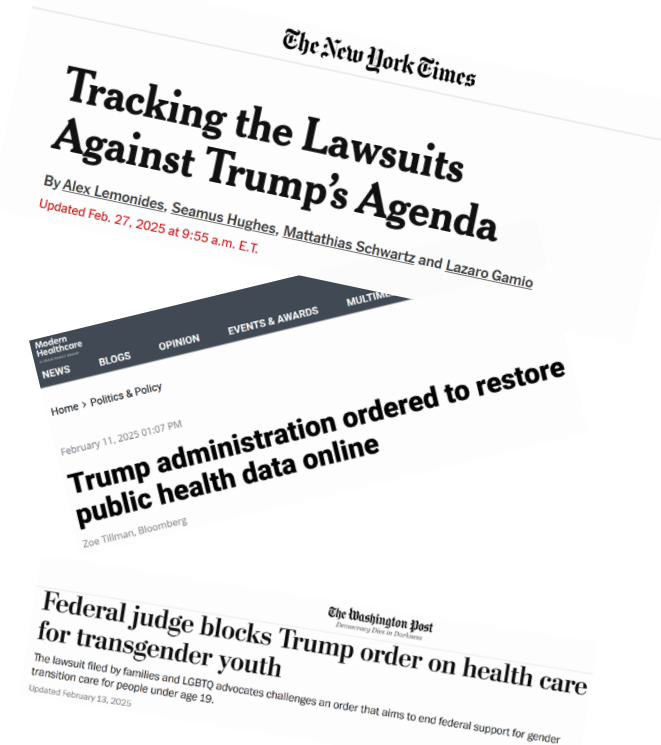 The New York Times
Tracking the Lawsuits
Against Trump's Agenda
By Alex Lemonides, Seamus Hughes, Mattathias Schwartz and Lazaro Gamio
Updated Feb. 27, 2025 at 9:55 a.m. E.T.
Modern
Healthcare
NEWS BLOGS OPINION EVENTS & AWARDS
Home > Politics & Policy
February 11, 2025 01:07 PM
Trump administration ordered to restore
public health data online
Zoe Tillman, Bloomberg
The Washington Post
Democracy Dies in Darkness
Federal judge blocks Trump order on health care
for transgender youth
The lawsuit filed by families and LGBTQ advocates challenges an order that aims to end federal support for gender
transition care for people under age 19.
Updated February 13, 2025